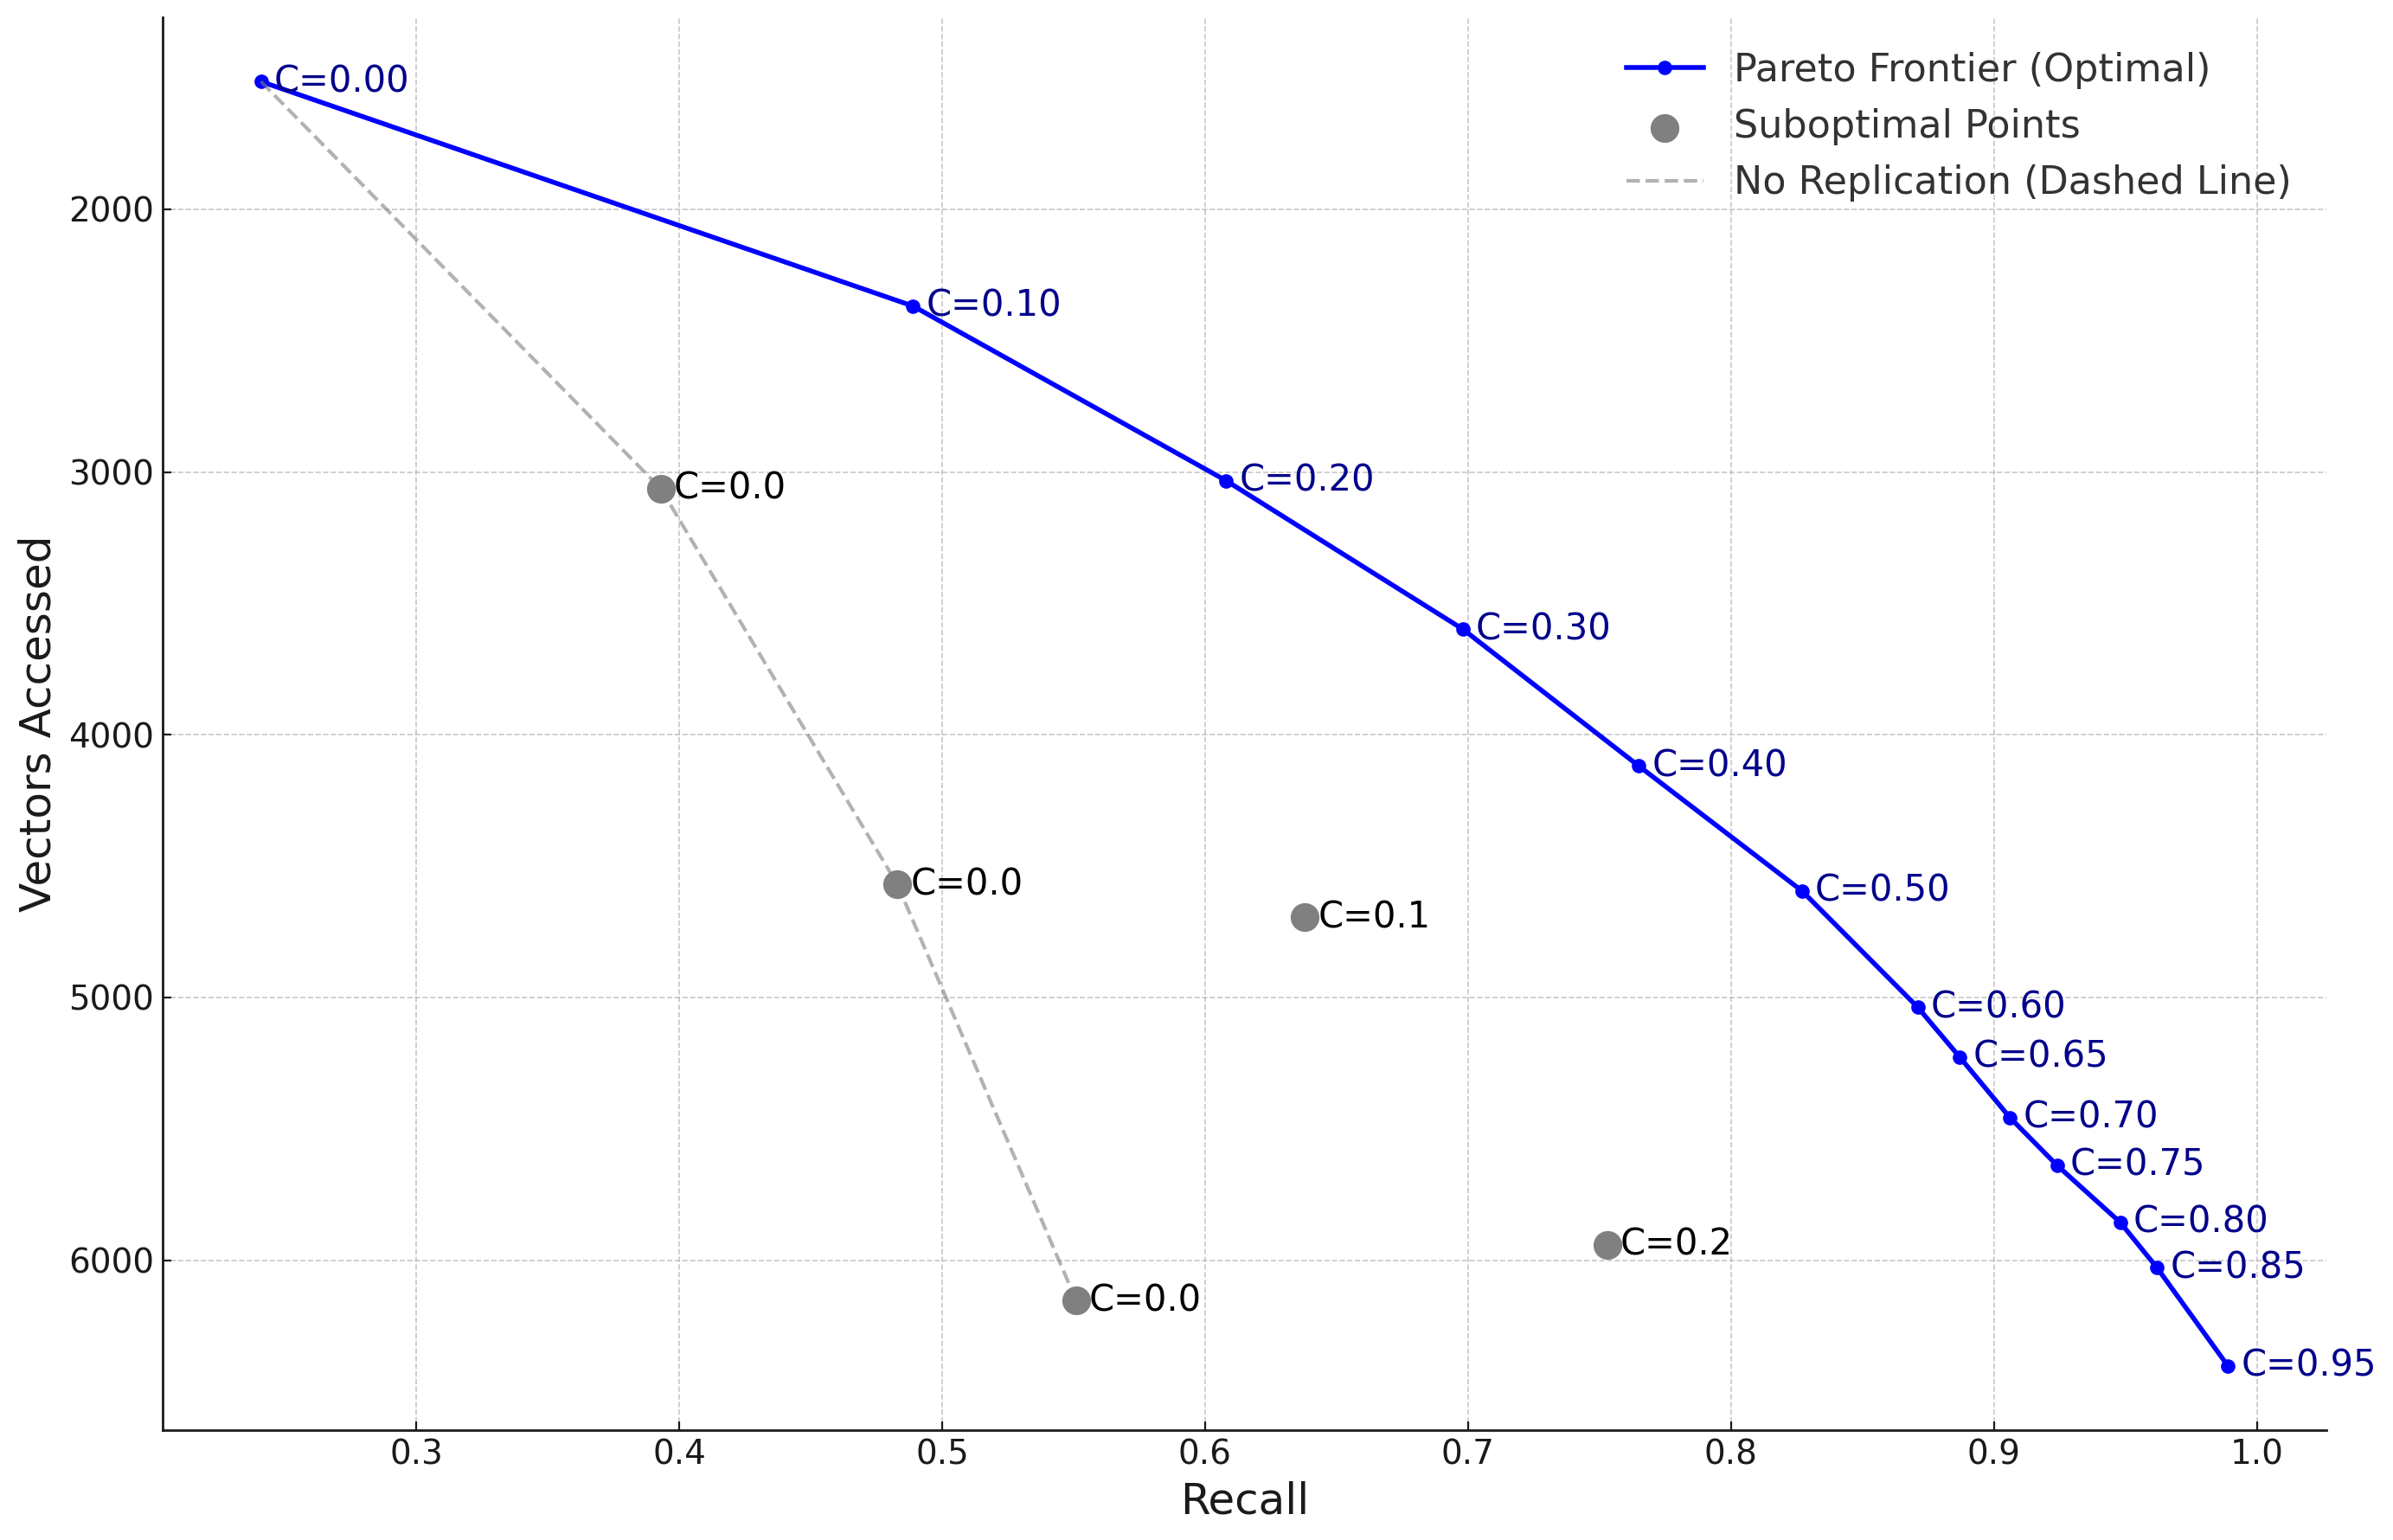 C=0.00
Pareto Frontier (Optimal)
Suboptimal Points
No Replication (Dashed Line)
2000
C=0.10
3000
C=0.0
C=0.20
C=0.30
4000
C=0.40
Vectors Accessed
C=0.0
C=0.50
C=0.1
5000
C=0.60
C=0.65
C=0.70
C=0.75
C=0.80
C=0.2
6000
C=0.85
C=0.0
C=0.95
0.3 0.4 0.5 0.6 0.7 0.8 0.9 1.0
Recall